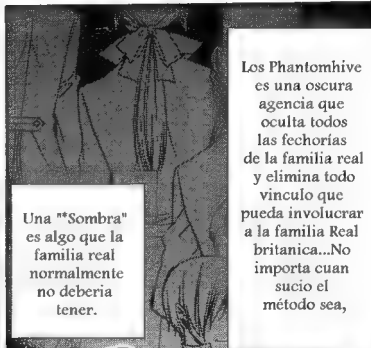 Los Phantomhive
es una oscura
agencia que
oculta todos
las fechorías
de la familia real
y elimina todo
vinculo que
pueda involucrar
a la familia Real
britanica...No
importa cuan
sucio el
método sea,
Una "*Sombra"
es algo que la
familia real
normalmente
no deberia
tener.